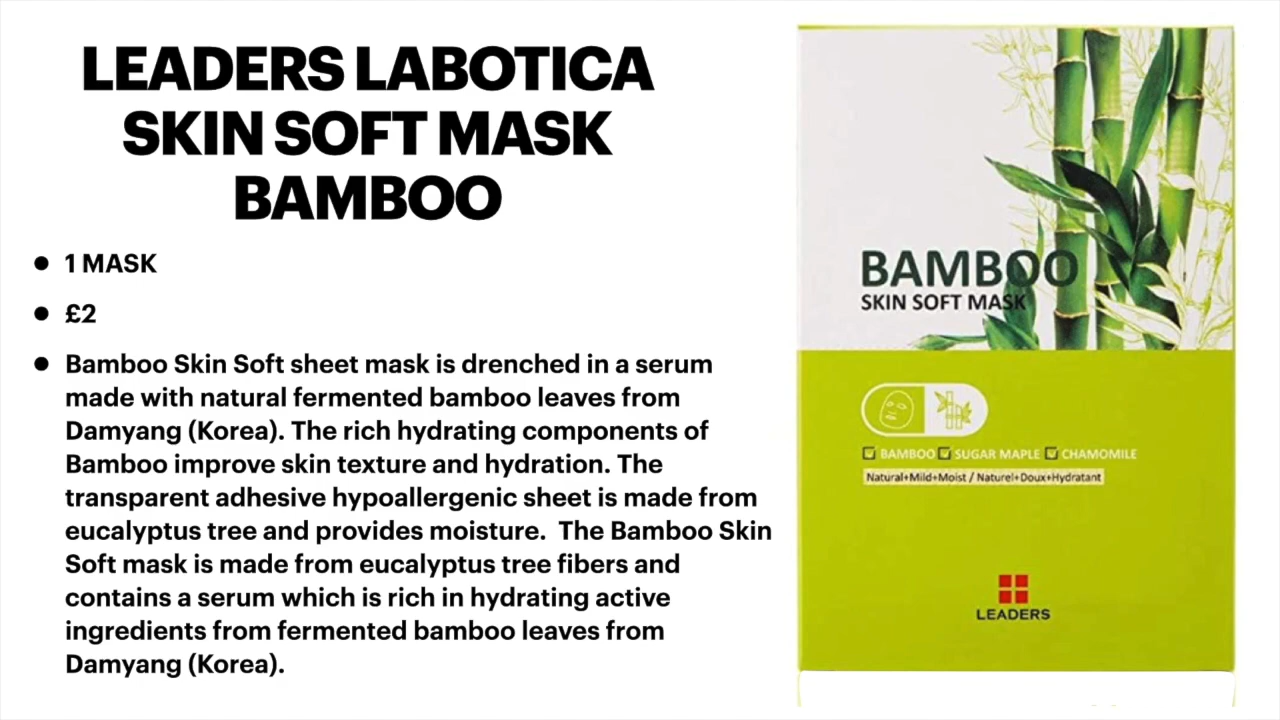 LEADERS LABOTICA
SKIN SOFT MASK
BAMBOO
● 1 MASK
● £2
● Bamboo Skin Soft sheet mask is drenched in a serum
made with natural fermented bamboo leaves from
Damyang (Korea). The rich hydrating components of
Bamboo improve skin texture and hydration. The
transparent adhesive hypoallergenic sheet is made from
eucalyptus tree and provides moisture.  The Bamboo Skin
Soft mask is made from eucalyptus tree fibers and
contains a serum which is rich in hydrating active
ingredients from fermented bamboo leaves from
Damyang (Korea).
BAMBOO
SKIN SOFT MASK
☑ BAMBOO ☑ SUGAR MAPLE ☑ CHAMOMILE
Natural+Mild+Moist / Naturel+Doux+Hydratant
LEADERS